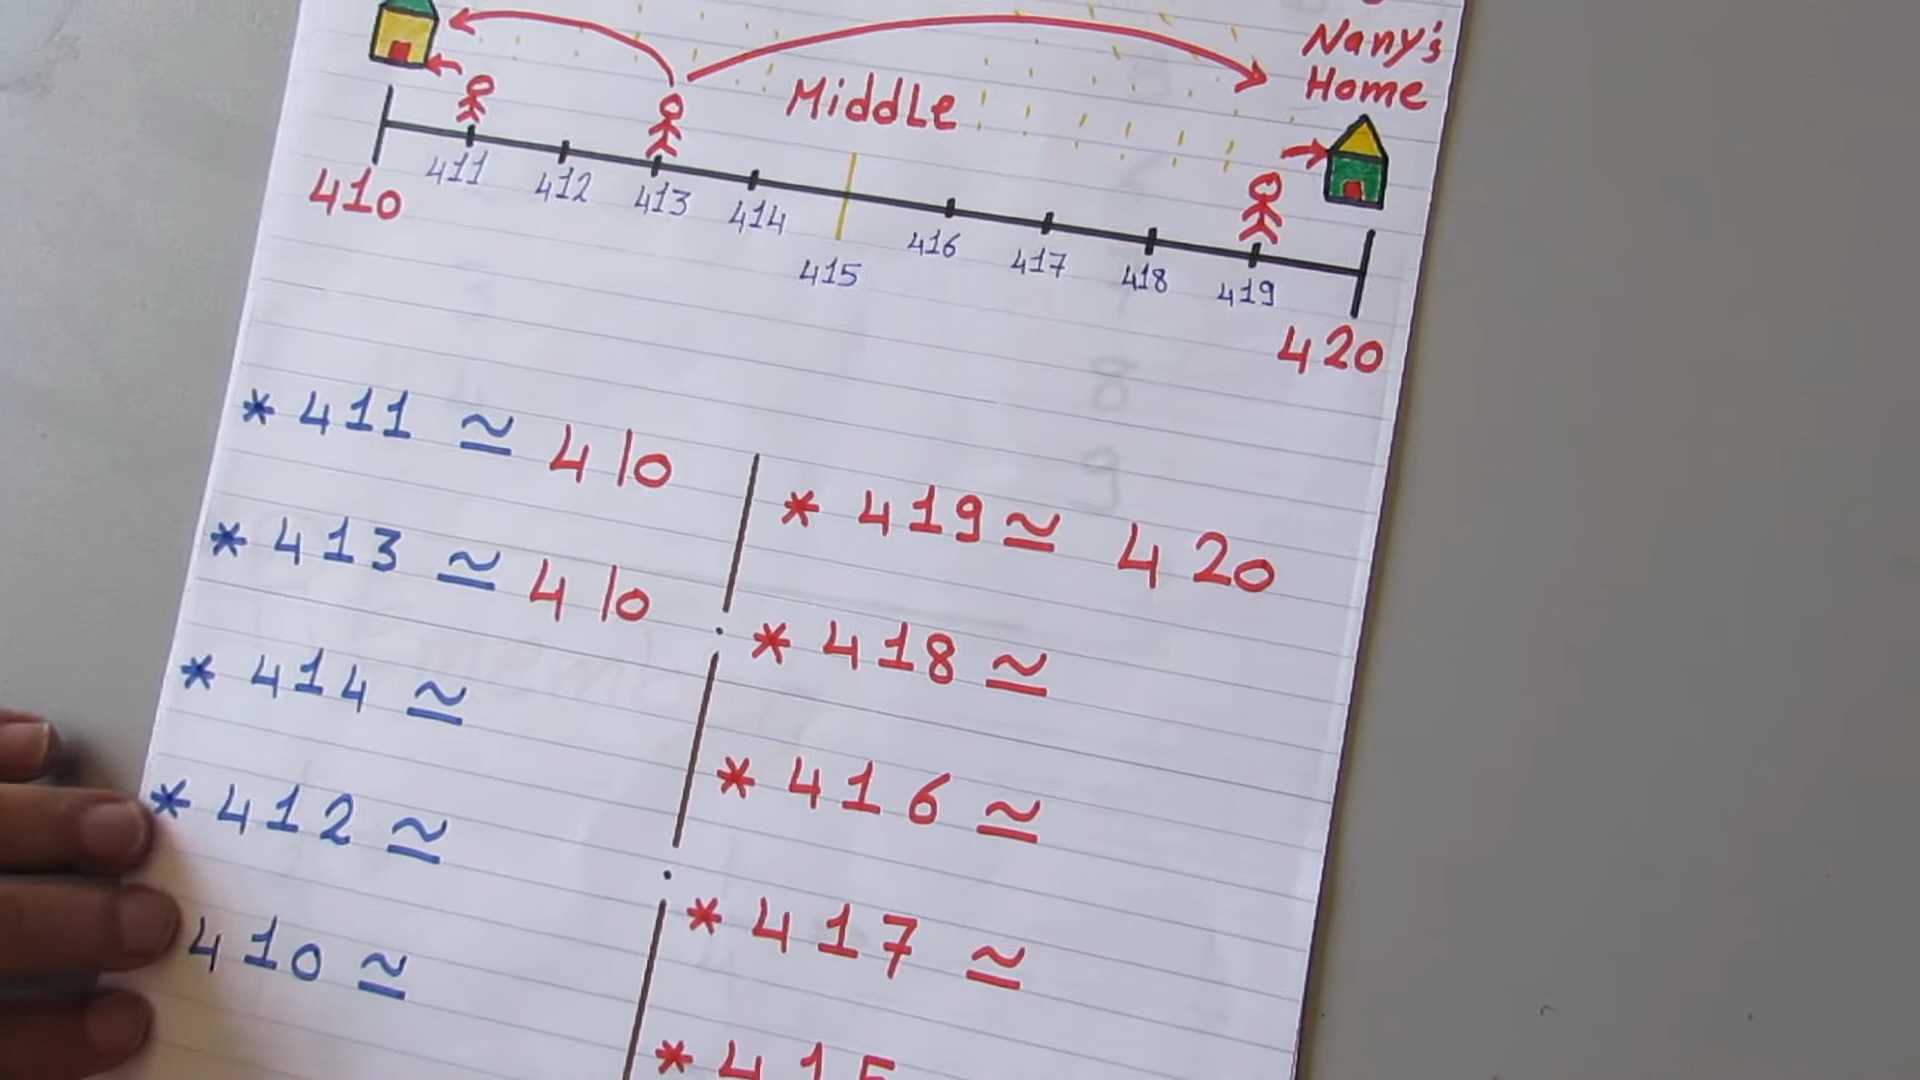 Nany's
Home
Middle
410 411 412 413 414 415 416 417 418 419 420
* 411 ≃ 410
* 413 ≃ 410
* 414 ≃
* 412 ≃
410 ≃
* 419 ≃ 420
* 418 ≃
* 416 ≃
* 417 ≃
* 415